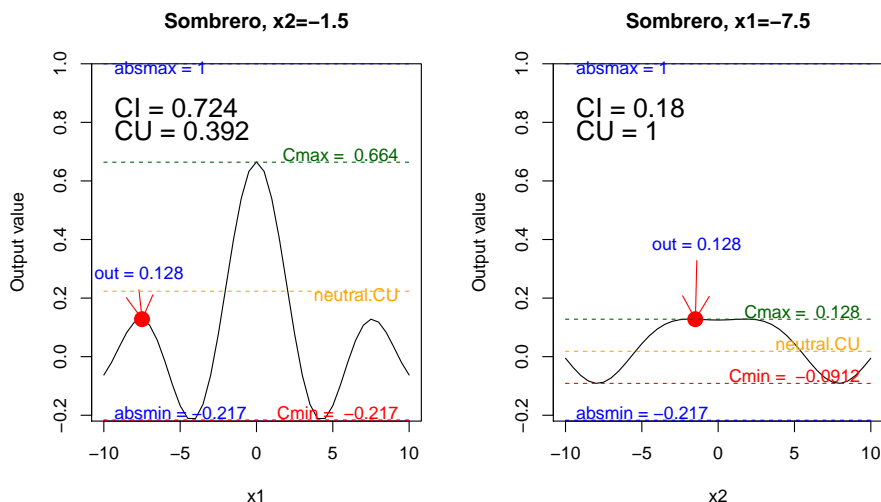 Sombrero, x2=−1.5
absmax = 1
CI = 0.724
CU = 0.392
Cmax = 0.664
out = 0.128
neutral.CU
absmin = −0.217
Cmin = −0.217
Output value
−0.2
0.0
0.2
0.4
0.6
0.8
1.0
−10
−5
0
5
10
x1
Sombrero, x1=−7.5
absmax = 1
CI = 0.18
CU = 1
out = 0.128
Cmax = 0.128
neutral.CU
Cmin = −0.0912
absmin = −0.217
Output value
−0.2
0.0
0.2
0.4
0.6
0.8
1.0
−10
−5
0
5
10
x2